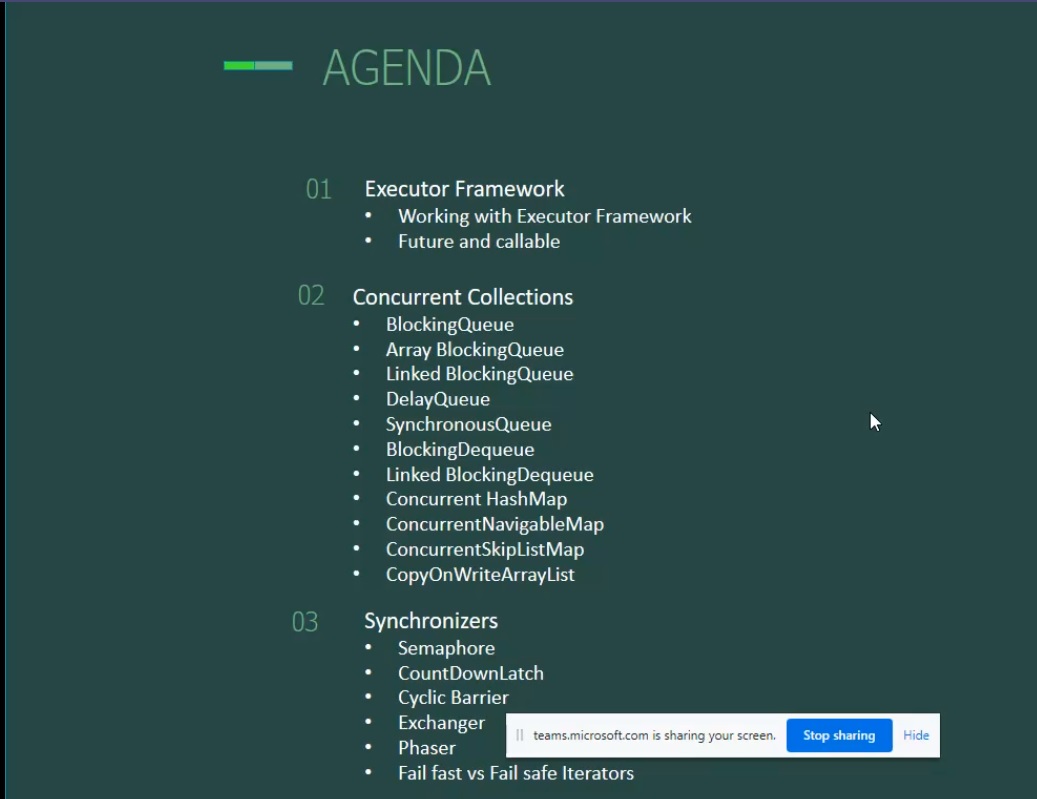 AGENDA
01 Executor Framework
• Working with Executor Framework
• Future and callable
02 Concurrent Collections
• BlockingQueue
• Array BlockingQueue
• Linked BlockingQueue
• DelayQueue
• SynchronousQueue
• BlockingDequeue
• Linked BlockingDequeue
• Concurrent HashMap
• ConcurrentNavigableMap
• ConcurrentSkipListMap
• CopyOnWriteArrayList
03 Synchronizers
• Semaphore
• CountDownLatch
• Cyclic Barrier
• Exchanger
teams.microsoft.com is sharing your screen. Stop sharing Hide
• Phaser
• Fail fast vs Fail safe Iterators